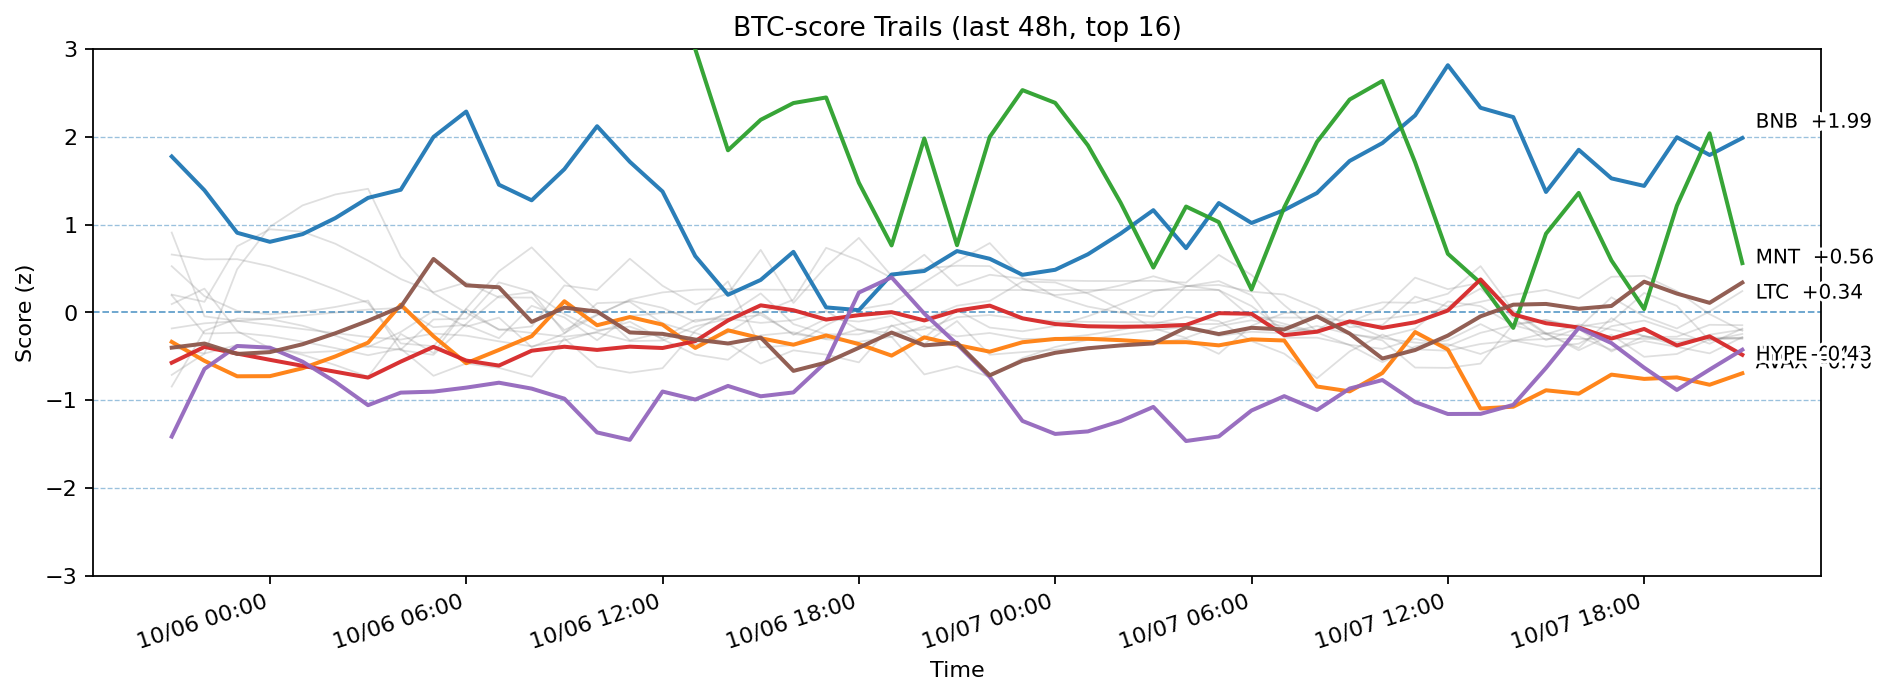 BTC-score Trails (last 48h, top 16)
Score (z)
3
2
1
0
−1
−2
−3
BNB +1.99
MNT +0.56
LTC +0.34
HYPE -0.43
10/06 00:00
10/06 06:00
10/06 12:00
10/06 18:00
10/07 00:00
10/07 06:00
10/07 12:00
10/07 18:00
Time